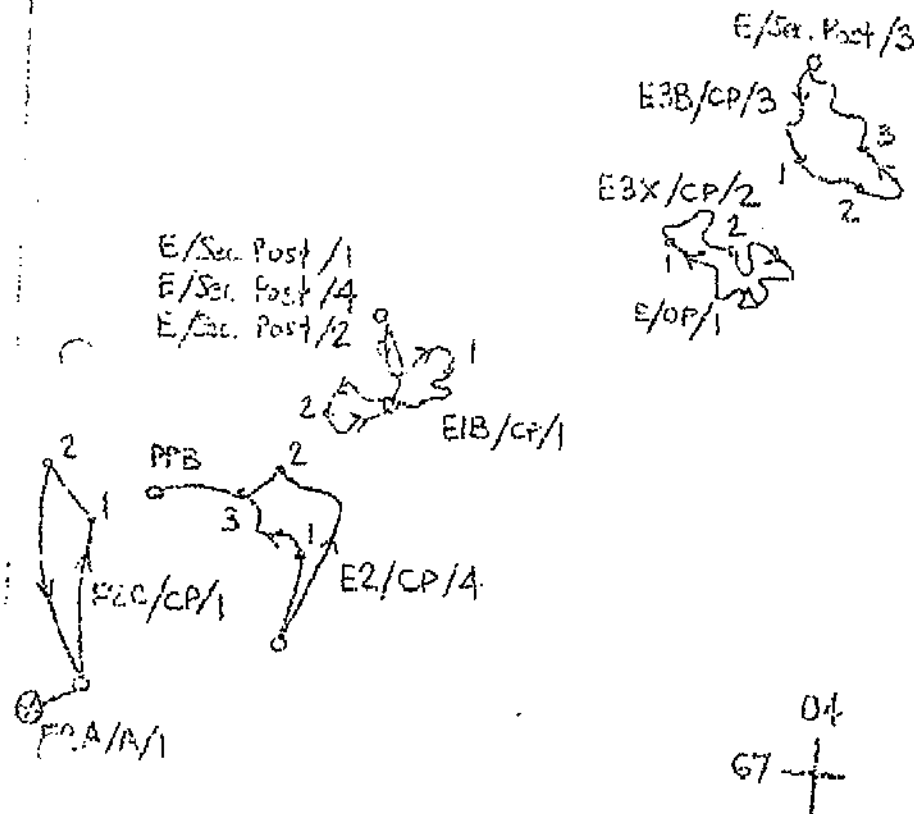 E/Sec. Post/3
E3B/CP/3
3
1
2
E3X/CP/2
2
1
E/OP/1
E/Sec. Post/1
E/Sec. Post/4
E/Sec. Post/2
1
2
E1B/CP/1
2
1
PPB
2
3
1
E2/CP/4
/CP/1
/A/1
04
67